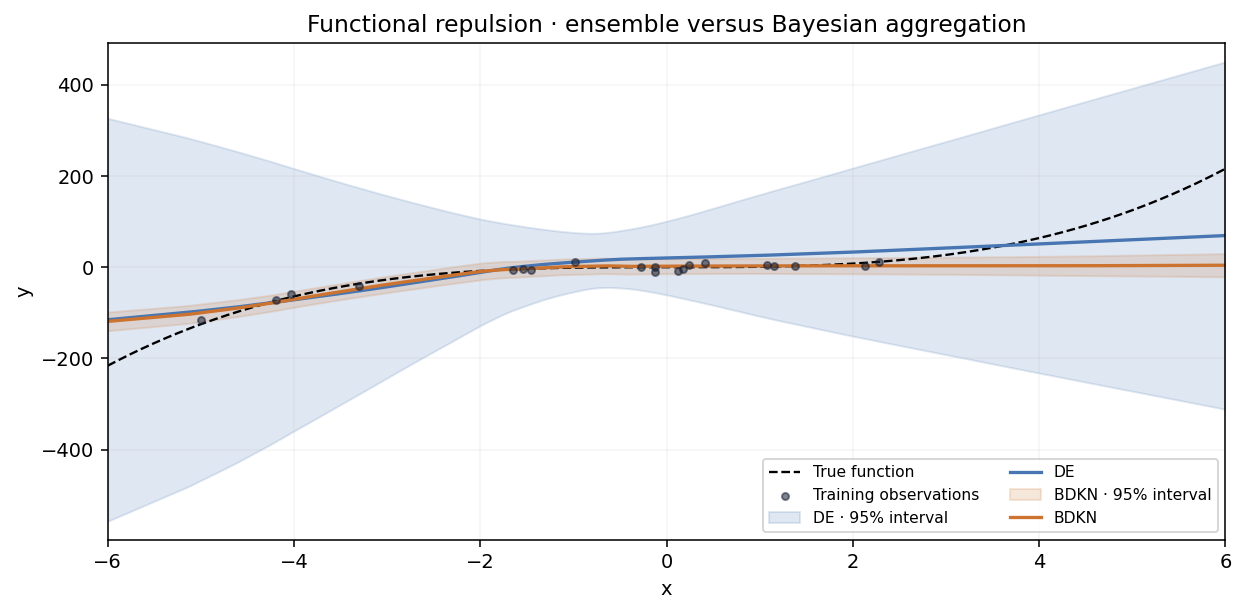 Functional repulsion · ensemble versus Bayesian aggregation
y
400
200
0
−200
−400
−6
−4
−2
0
2
4
6
x
True function
Training observations
DE · 95% interval
DE
BDKN · 95% interval
BDKN